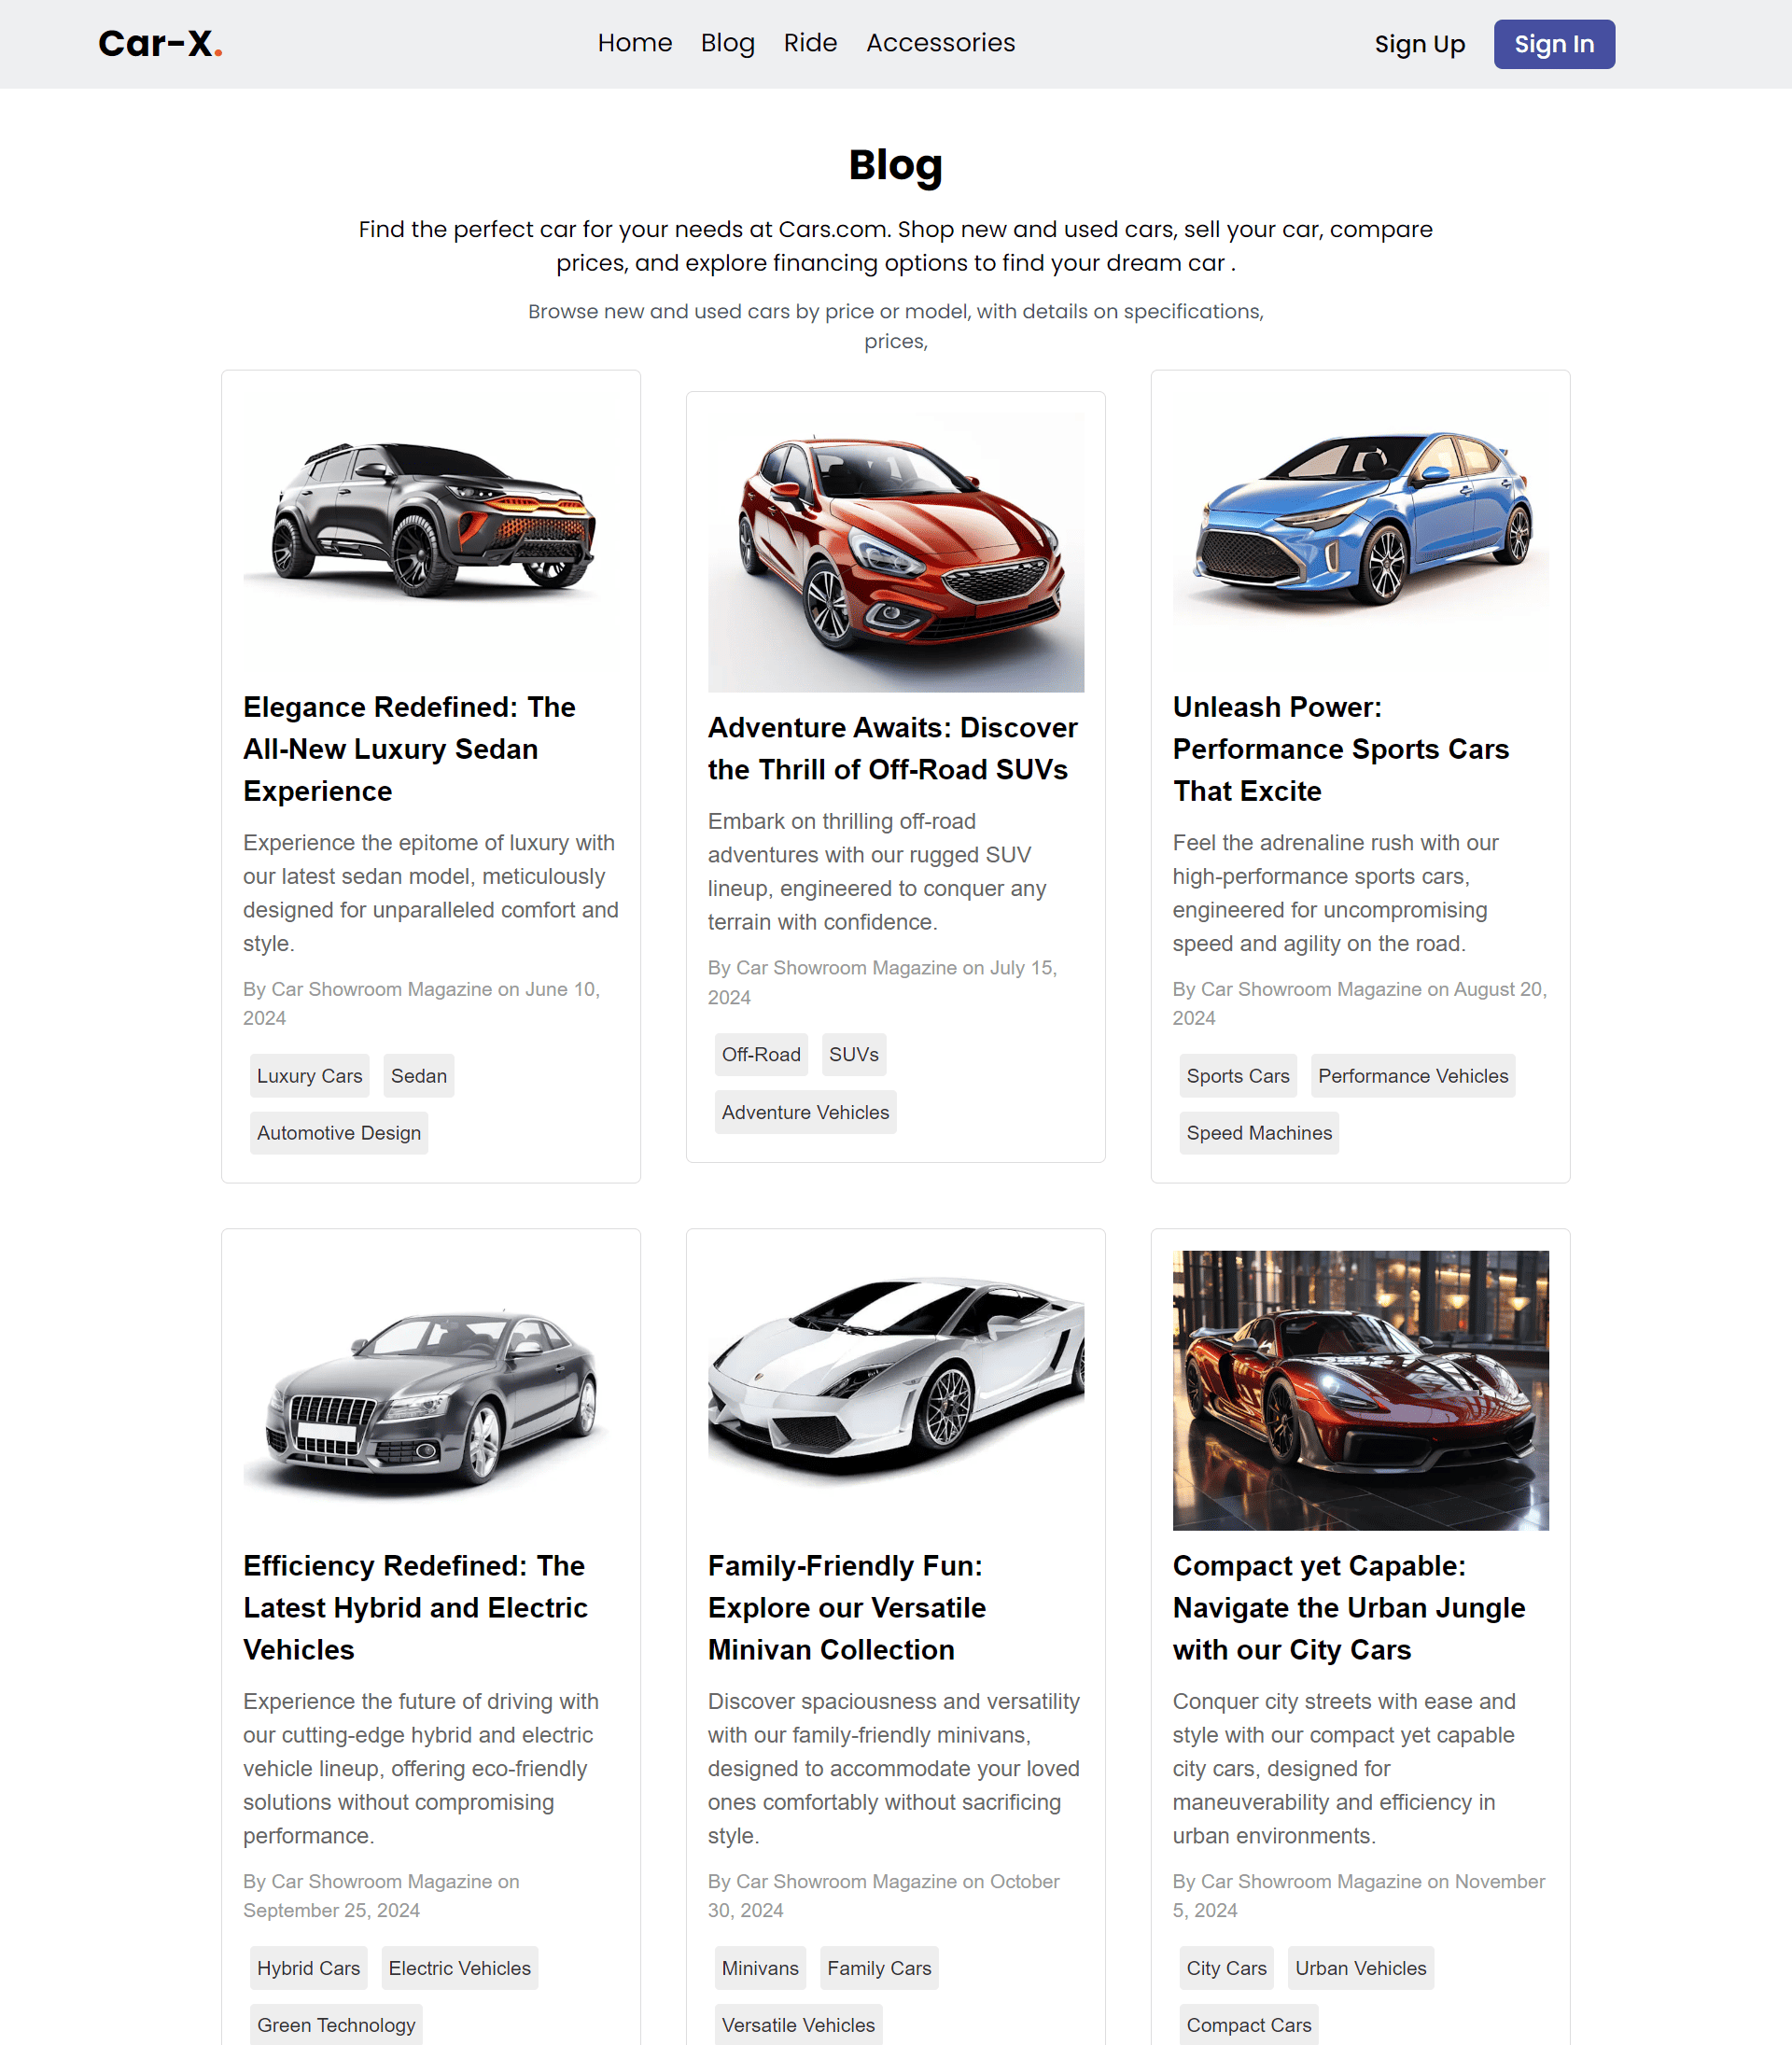 Car-X.
Home Blog Ride Accessories
Sign Up Sign In
Blog
Find the perfect car for your needs at Cars.com. Shop new and used cars, sell your car, compare
prices, and explore financing options to find your dream car .
Browse new and used cars by price or model, with details on specifications,
prices,
Elegance Redefined: The
All-New Luxury Sedan
Experience
Experience the epitome of luxury with
our latest sedan model, meticulously
designed for unparalleled comfort and
style.
By Car Showroom Magazine on June 10,
2024
Luxury Cars Sedan
Automotive Design
Adventure Awaits: Discover
the Thrill of Off-Road SUVs
Embark on thrilling off-road
adventures with our rugged SUV
lineup, engineered to conquer any
terrain with confidence.
By Car Showroom Magazine on July 15,
2024
Off-Road SUVs
Adventure Vehicles
Unleash Power:
Performance Sports Cars
That Excite
Feel the adrenaline rush with our
high-performance sports cars,
engineered for uncompromising
speed and agility on the road.
By Car Showroom Magazine on August 20,
2024
Sports Cars Performance Vehicles
Speed Machines
Efficiency Redefined: The
Latest Hybrid and Electric
Vehicles
Experience the future of driving with
our cutting-edge hybrid and electric
vehicle lineup, offering eco-friendly
solutions without compromising
performance.
By Car Showroom Magazine on
September 25, 2024
Hybrid Cars Electric Vehicles
Green Technology
Family-Friendly Fun:
Explore our Versatile
Minivan Collection
Discover spaciousness and versatility
with our family-friendly minivans,
designed to accommodate your loved
ones comfortably without sacrificing
style.
By Car Showroom Magazine on October
30, 2024
Minivans Family Cars
Versatile Vehicles
Compact yet Capable:
Navigate the Urban Jungle
with our City Cars
Conquer city streets with ease and
style with our compact yet capable
city cars, designed for
maneuverability and efficiency in
urban environments.
By Car Showroom Magazine on November
5, 2024
City Cars Urban Vehicles
Compact Cars